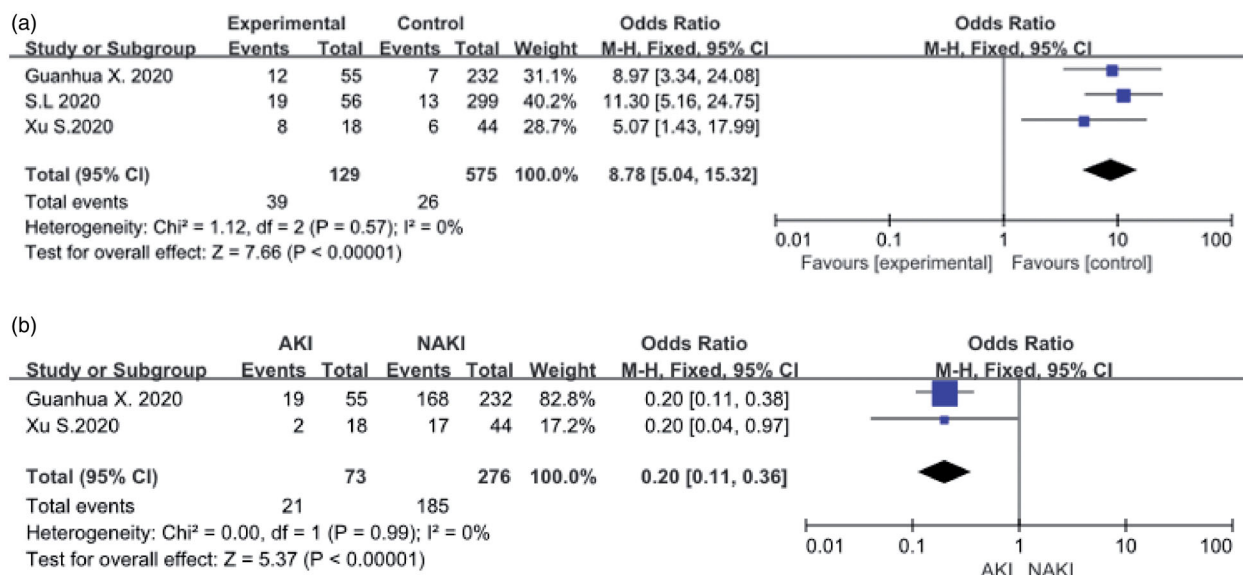 (a)
Experimental Control Odds Ratio Odds Ratio
Study or Subgroup Events Total Events Total Weight M-H, Fixed, 95% CI M-H, Fixed, 95% CI
Guanhua X. 2020 12 55 7 232 31.1% 8.97 [3.34, 24.08]
S.L 2020 19 56 13 299 40.2% 11.30 [5.16, 24.75]
Xu S.2020 8 18 6 44 28.7% 5.07 [1.43, 17.99]
Total (95% CI) 129 575 100.0% 8.78 [5.04, 15.32]
Total events 39 26
Heterogeneity: Chi² = 1.12, df = 2 (P = 0.57); I² = 0%
Test for overall effect: Z = 7.66 (P < 0.00001)
0.01 0.1 1 10 100
Favours [experimental] Favours [control]
(b)
AKI NAKI Odds Ratio Odds Ratio
Study or Subgroup Events Total Events Total Weight M-H, Fixed, 95% CI M-H, Fixed, 95% CI
Guanhua X. 2020 19 55 168 232 82.8% 0.20 [0.11, 0.38]
Xu S.2020 2 18 17 44 17.2% 0.20 [0.04, 0.97]
Total (95% CI) 73 276 100.0% 0.20 [0.11, 0.36]
Total events 21 185
Heterogeneity: Chi² = 0.00, df = 1 (P = 0.99); I² = 0%
Test for overall effect: Z = 5.37 (P < 0.00001)
0.01 0.1 1 10 100
AKI NAKI